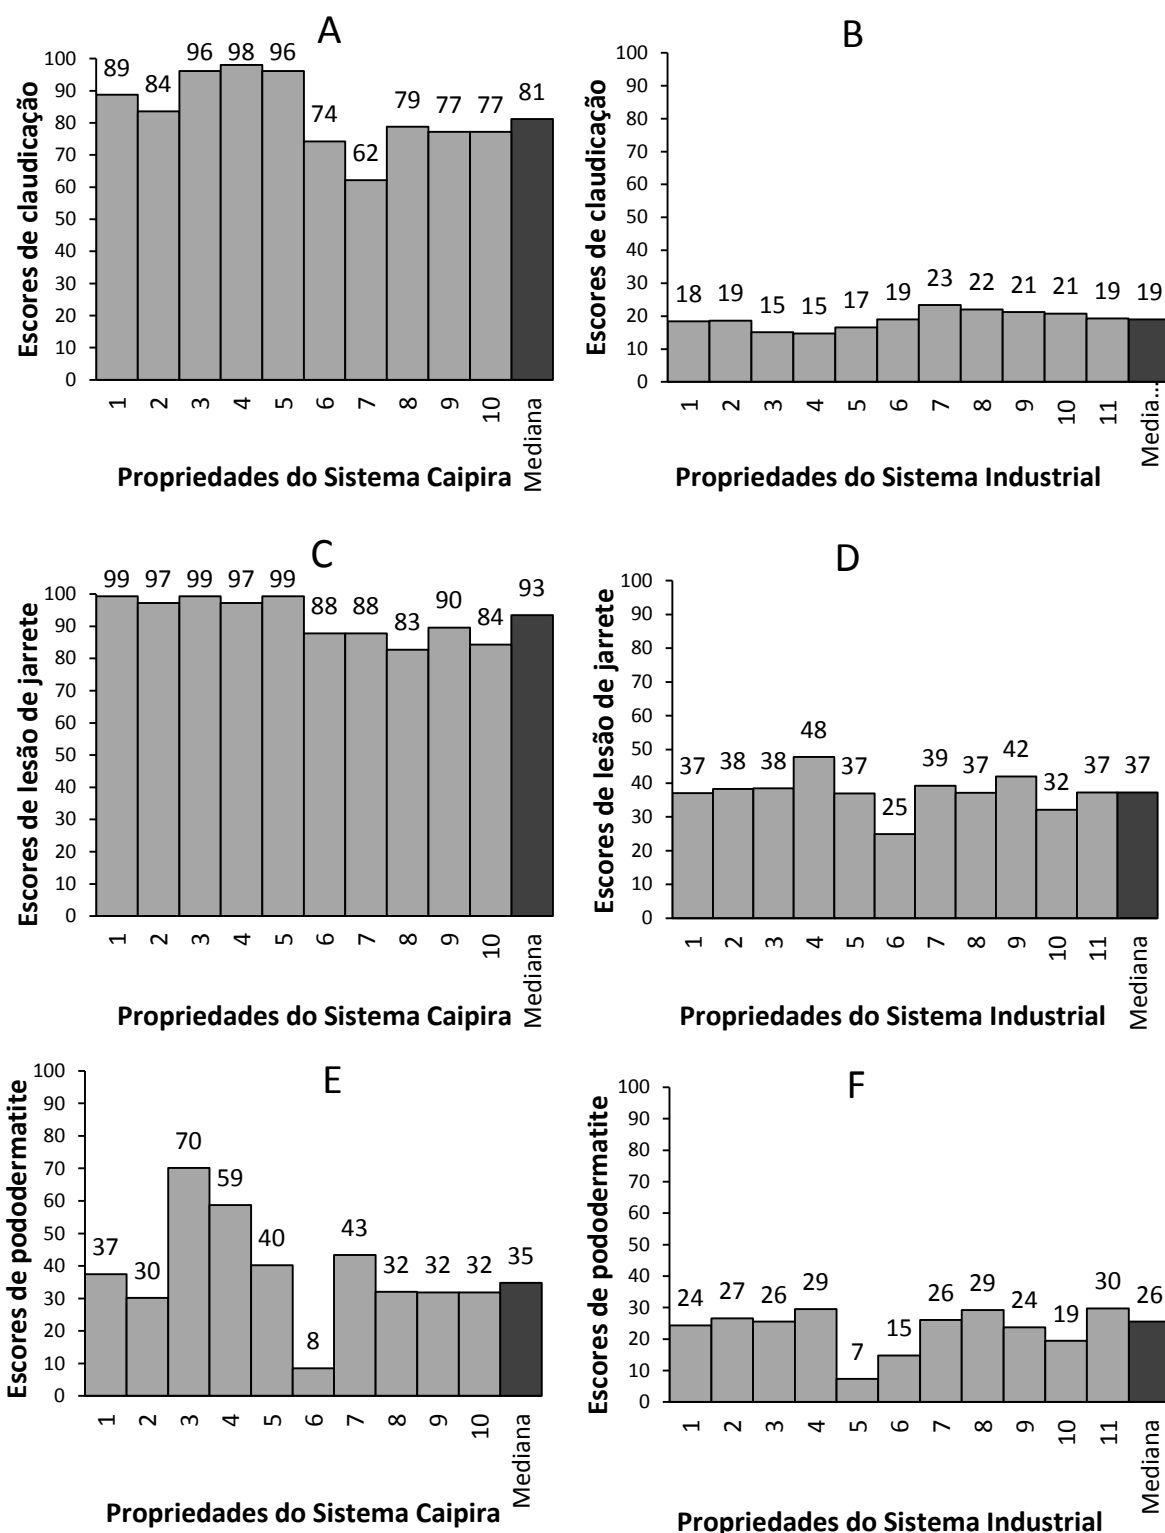 A
Escores de claudicação
100
90
80
70
60
50
40
30
20
10
0
89 84 96 98 96 74 62 79 77 77 81
1 2 3 4 5 6 7 8 9 10 Mediana
Propriedades do Sistema Caipira
B
Escores de claudicação
100
90
80
70
60
50
40
30
20
10
0
18 19 15 15 17 19 23 22 21 21 19 19
1 2 3 4 5 6 7 8 9 10 11 Media...
Propriedades do Sistema Industrial
C
Escores de lesão de jarrete
100
90
80
70
60
50
40
30
20
10
0
99 97 99 97 99 88 88 83 90 84 93
1 2 3 4 5 6 7 8 9 10 Mediana
Propriedades do Sistema Caipira
D
Escores de lesão de jarrete
100
90
80
70
60
50
40
30
20
10
0
37 38 38 48 37 25 39 37 42 32 37 37
1 2 3 4 5 6 7 8 9 10 11 Mediana
Propriedades do Sistema Industrial
E
Escores de pododermatite
100
90
80
70
60
50
40
30
20
10
0
37 30 70 59 40 8 43 32 32 32 35
1 2 3 4 5 6 7 8 9 10 Mediana
Propriedades do Sistema Caipira
F
Escores de pododermatite
100
90
80
70
60
50
40
30
20
10
0
24 27 26 29 7 15 26 29 24 19 30 26
1 2 3 4 5 6 7 8 9 10 11 Mediana
Propriedades do Sistema Industrial